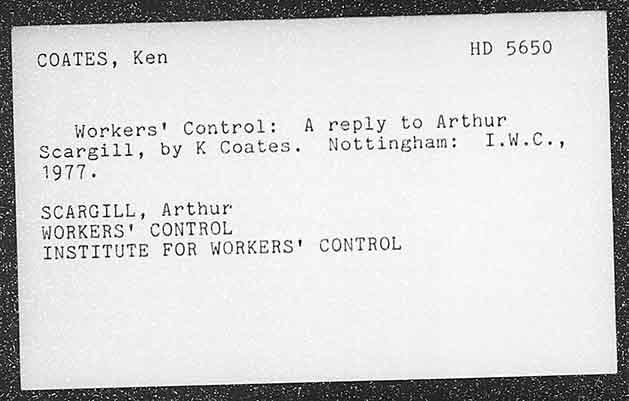 COATES, Ken HD 5650
Workers' Control: A reply to Arthur
Scargill, by K Coates. Nottingham: I.W.C.,
1977.
SCARGILL, Arthur
WORKERS' CONTROL
INSTITUTE FOR WORKERS' CONTROL